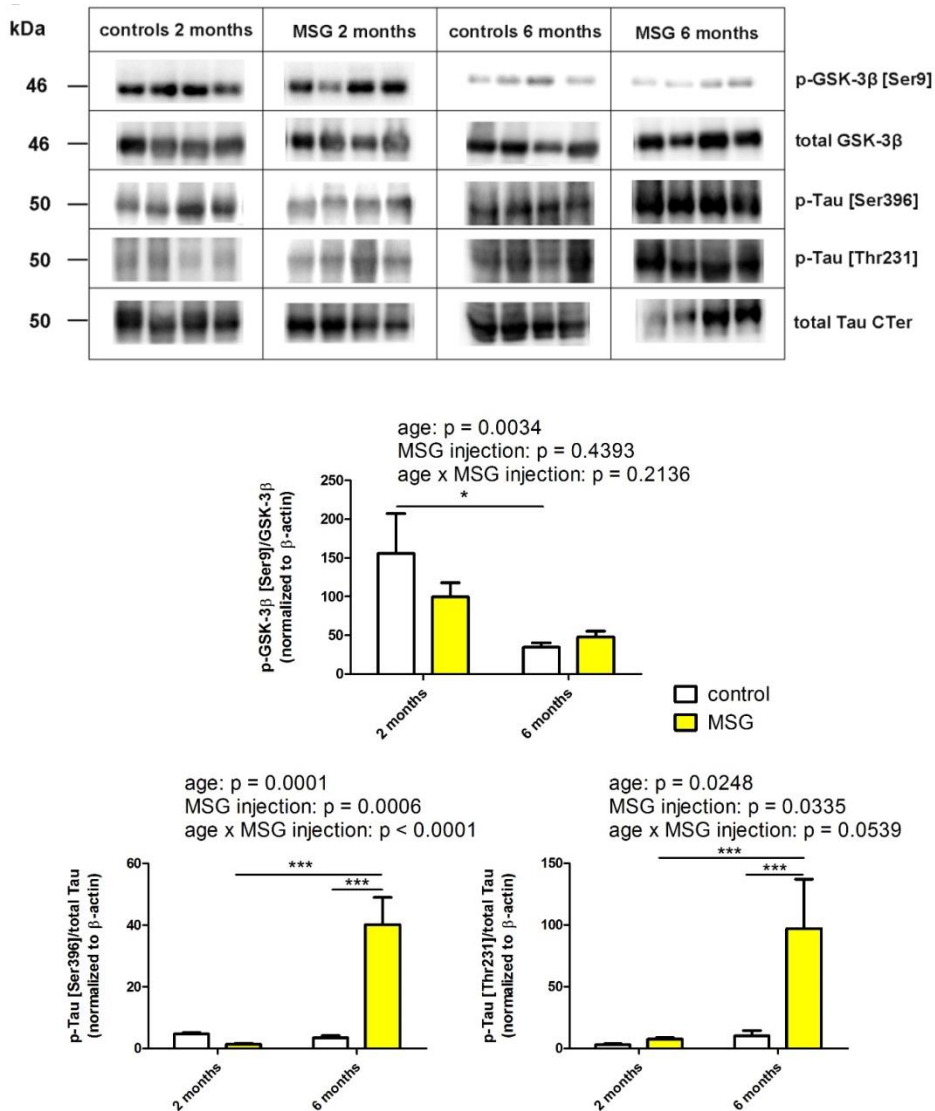 kDa
controls 2 months
MSG 2 months
controls 6 months
MSG 6 months
46
p-GSK-3β [Ser9]
46
total GSK-3β
50
p-Tau [Ser396]
50
p-Tau [Thr231]
50
total Tau CTer
age: p = 0.0034
MSG injection: p = 0.4393
age x MSG injection: p = 0.2136
p-GSK-3β [Ser9]/GSK-3β
(normalized to β-actin)
250
200
150
100
50
0
*
2 months
6 months
control
MSG
age: p = 0.0001
MSG injection: p = 0.0006
age x MSG injection: p < 0.0001
p-Tau [Ser396]/total Tau
(normalized to β-actin)
60
40
20
0
***
***
2 months
6 months
age: p = 0.0248
MSG injection: p = 0.0335
age x MSG injection: p = 0.0539
p-Tau [Thr231]/total Tau
(normalized to β-actin)
150
100
50
0
***
***
2 months
6 months